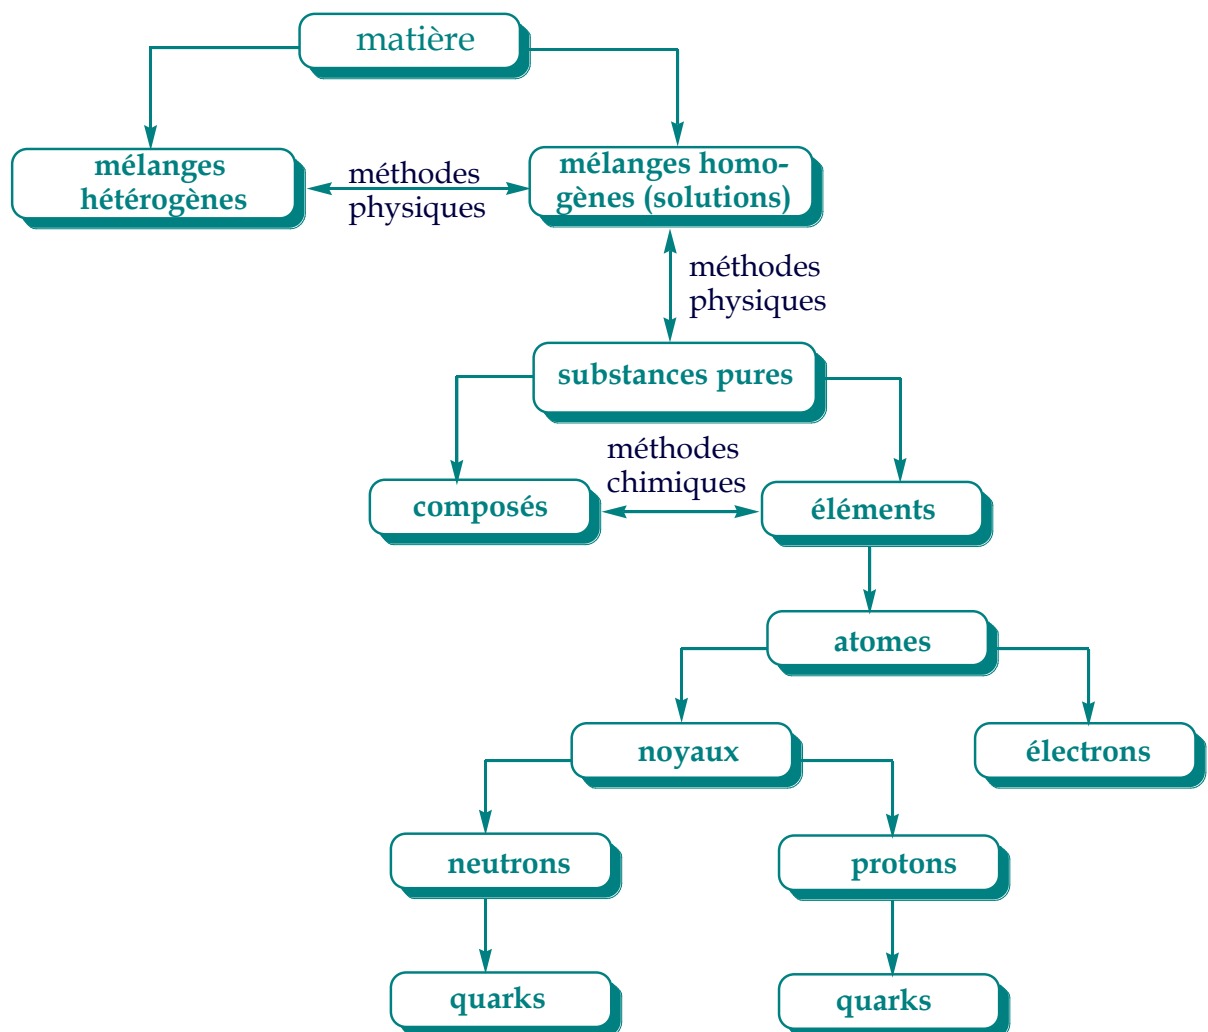 matière
mélanges
hétérogènes
méthodes
physiques
mélanges homo-
gènes (solutions)
méthodes
physiques
substances pures
méthodes
chimiques
composés
éléments
atomes
noyaux
électrons
neutrons
protons
quarks
quarks